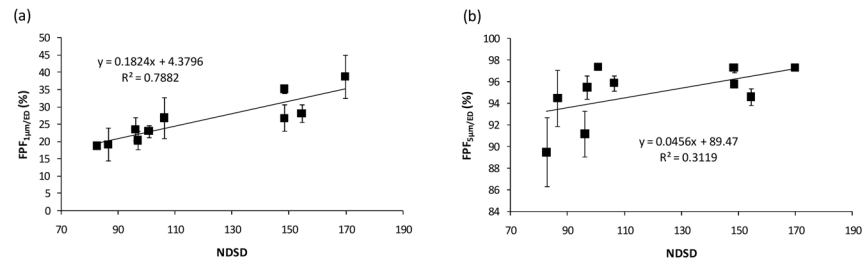 (a)
50
45
40
35
30
25
20
15
10
5
0
FPF1μm/ED (%)
y = 0.1824x + 4.3796
R² = 0.7882
70 90 110 130 150 170 190
NDSD
(b)
98
96
94
92
90
88
86
84
FPF5μm/ED (%)
y = 0.0456x + 89.47
R² = 0.3119
70 90 110 130 150 170 190
NDSD